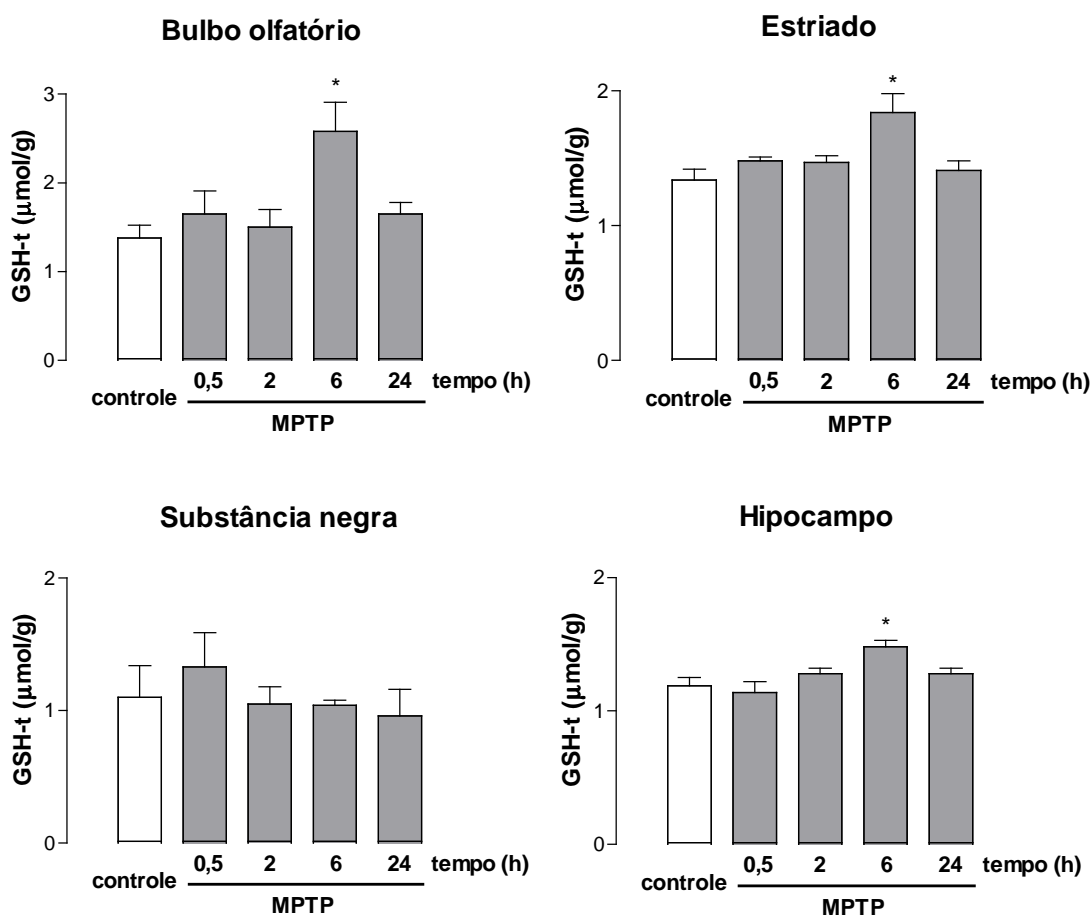 Bulbo olfatório
*
3
2
1
0
GSH-t (μmol/g)
0,5 2 6 24 tempo (h)
controle
MPTP
Estriado
*
2
1
0
GSH-t (μmol/g)
0,5 2 6 24 tempo (h)
controle
MPTP
Substância negra
2
1
0
GSH-t (μmol/g)
0,5 2 6 24 tempo (h)
controle
MPTP
Hipocampo
*
2
1
0
GSH-t (μmol/g)
0,5 2 6 24 tempo (h)
controle
MPTP